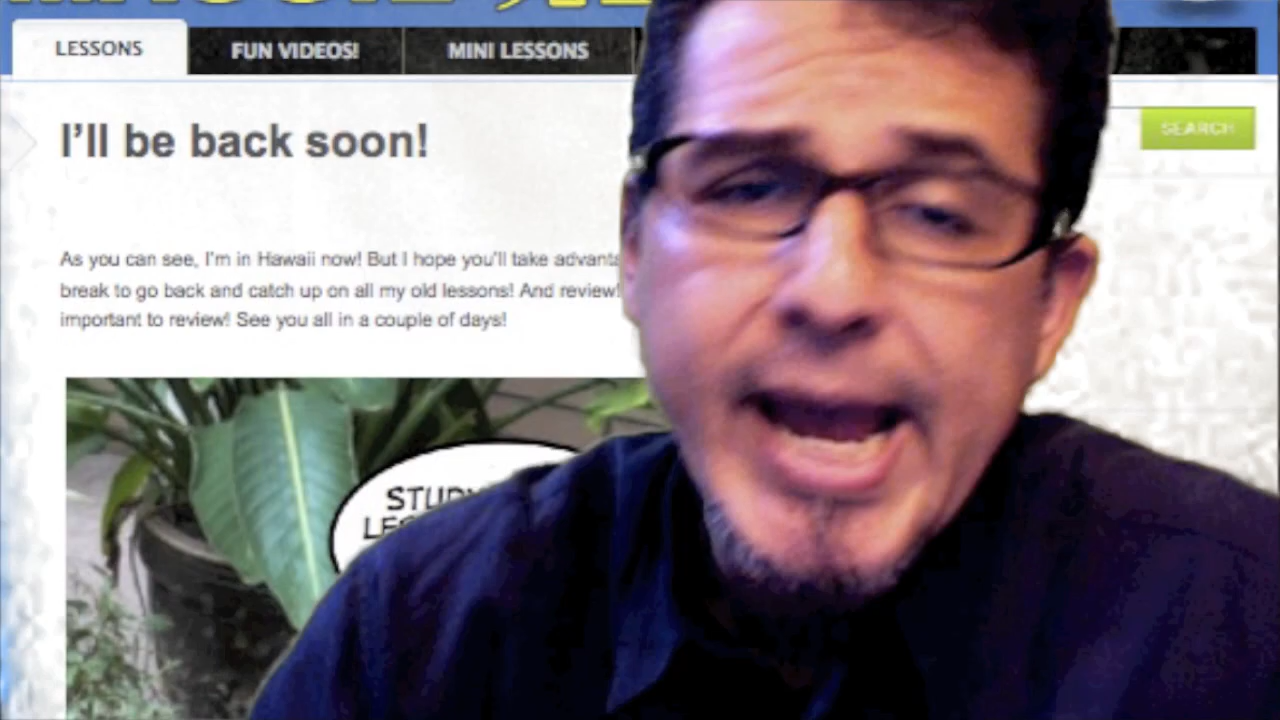 LESSONS FUN VIDEOS! MINI LESSONS
I'll be back soon!
SEARCH
As you can see, I'm in Hawaii now! But I hope you'll take
break to go back and catch up on all my old lessons! And review!
important to review! See you all in a couple of days!